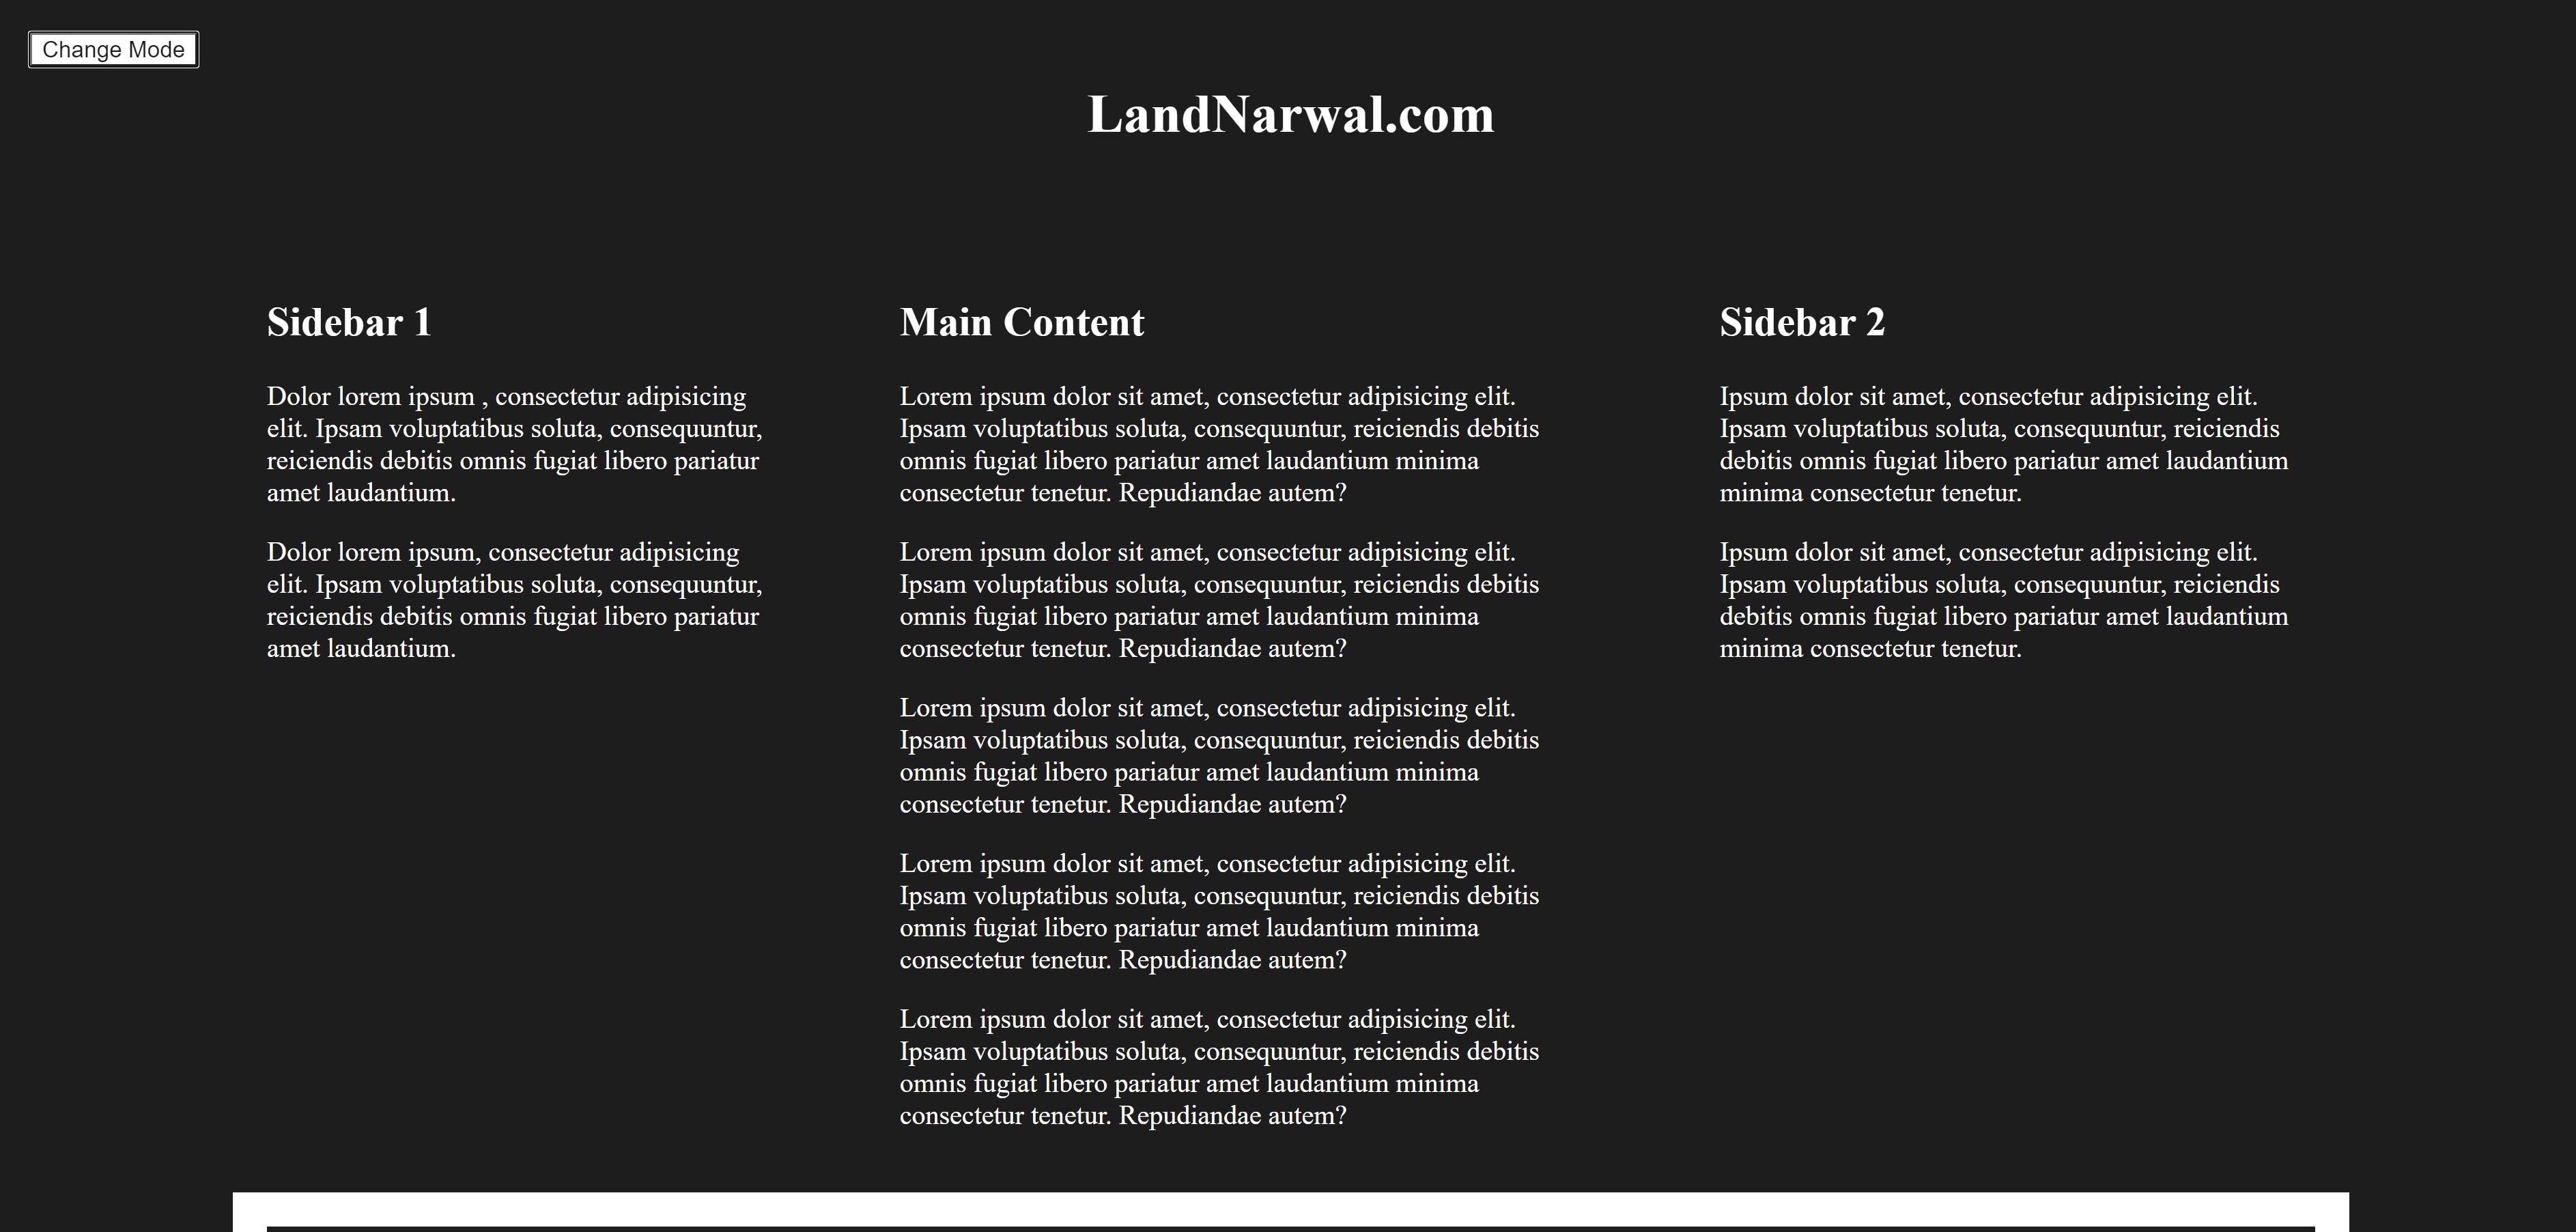 Change Mode
LandNarwal.com
Sidebar 1
Dolor lorem ipsum , consectetur adipisicing
elit. Ipsam voluptatibus soluta, consequuntur,
reiciendis debitis omnis fugiat libero pariatur
amet laudantium.
Dolor lorem ipsum, consectetur adipisicing
elit. Ipsam voluptatibus soluta, consequuntur,
reiciendis debitis omnis fugiat libero pariatur
amet laudantium.
Main Content
Lorem ipsum dolor sit amet, consectetur adipisicing elit.
Ipsam voluptatibus soluta, consequuntur, reiciendis debitis
omnis fugiat libero pariatur amet laudantium minima
consectetur tenetur. Repudiandae autem?
Lorem ipsum dolor sit amet, consectetur adipisicing elit.
Ipsam voluptatibus soluta, consequuntur, reiciendis debitis
omnis fugiat libero pariatur amet laudantium minima
consectetur tenetur. Repudiandae autem?
Lorem ipsum dolor sit amet, consectetur adipisicing elit.
Ipsam voluptatibus soluta, consequuntur, reiciendis debitis
omnis fugiat libero pariatur amet laudantium minima
consectetur tenetur. Repudiandae autem?
Lorem ipsum dolor sit amet, consectetur adipisicing elit.
Ipsam voluptatibus soluta, consequuntur, reiciendis debitis
omnis fugiat libero pariatur amet laudantium minima
consectetur tenetur. Repudiandae autem?
Lorem ipsum dolor sit amet, consectetur adipisicing elit.
Ipsam voluptatibus soluta, consequuntur, reiciendis debitis
omnis fugiat libero pariatur amet laudantium minima
consectetur tenetur. Repudiandae autem?
Sidebar 2
Ipsum dolor sit amet, consectetur adipisicing elit.
Ipsam voluptatibus soluta, consequuntur, reiciendis
debitis omnis fugiat libero pariatur amet laudantium
minima consectetur tenetur.
Ipsum dolor sit amet, consectetur adipisicing elit.
Ipsam voluptatibus soluta, consequuntur, reiciendis
debitis omnis fugiat libero pariatur amet laudantium
minima consectetur tenetur.